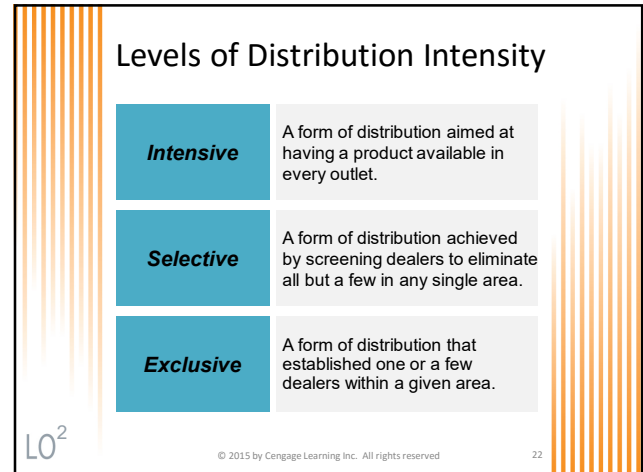 Levels of Distribution Intensity
Intensive
A form of distribution aimed at
having a product available in
every outlet.
Selective
A form of distribution achieved
by screening dealers to eliminate
all but a few in any single area.
Exclusive
A form of distribution that
established one or a few
dealers within a given area.
LO²
© 2015 by Cengage Learning Inc. All rights reserved
22